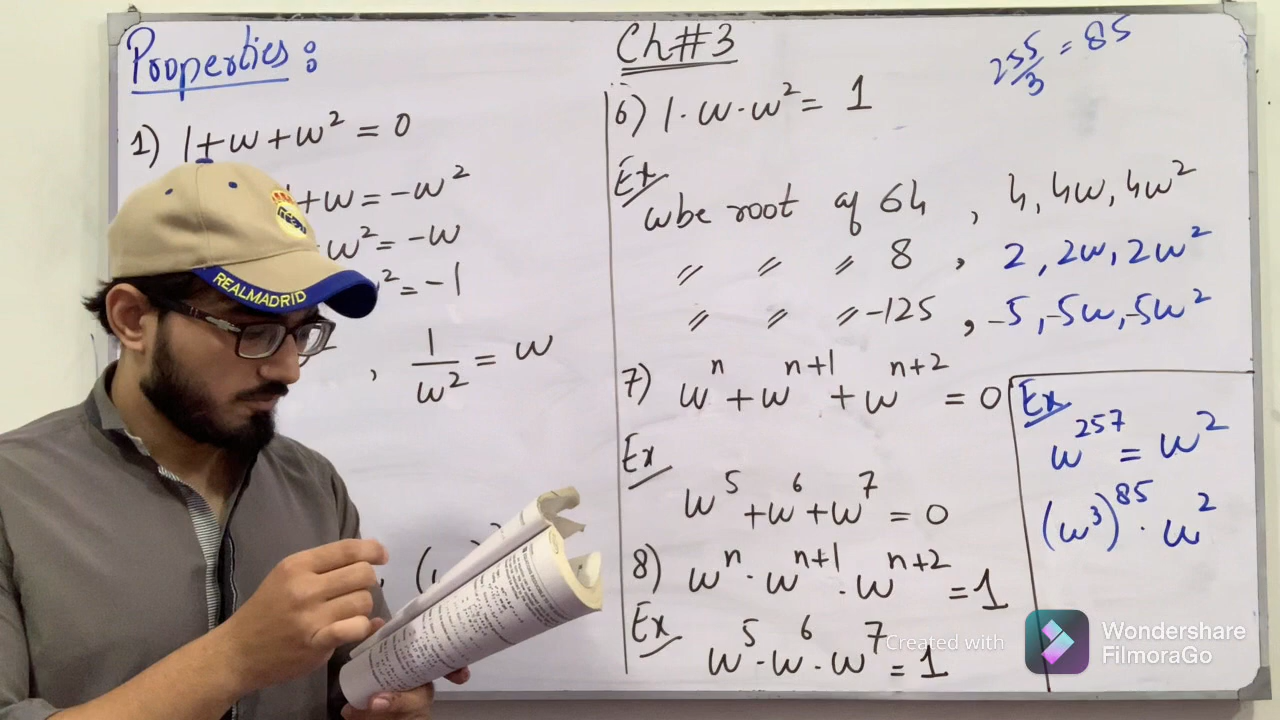 Properties:
1) 1+w+w² = 0
+w = -w²
w² = -w
² = -1
, 1/w² = w
Ch#3
255/3 = 85
6) 1·w·w² = 1
Ex
wbe root of 64 , 4, 4w, 4w²
〃 〃 〃 8 , 2, 2w, 2w²
〃 〃 〃 -125 , -5, -5w, -5w²
7) wⁿ + wⁿ⁺¹ + wⁿ⁺² = 0
Ex
w⁵ + w⁶ + w⁷ = 0
8) wⁿ · wⁿ⁺¹ · wⁿ⁺² = 1
Ex
w⁵ · w⁶ · w⁷ = 1
Ex
w²⁵⁷ = w²
(w³)⁸⁵ · w²
REALMADRID
Created with
Wondershare
FilmoraGo